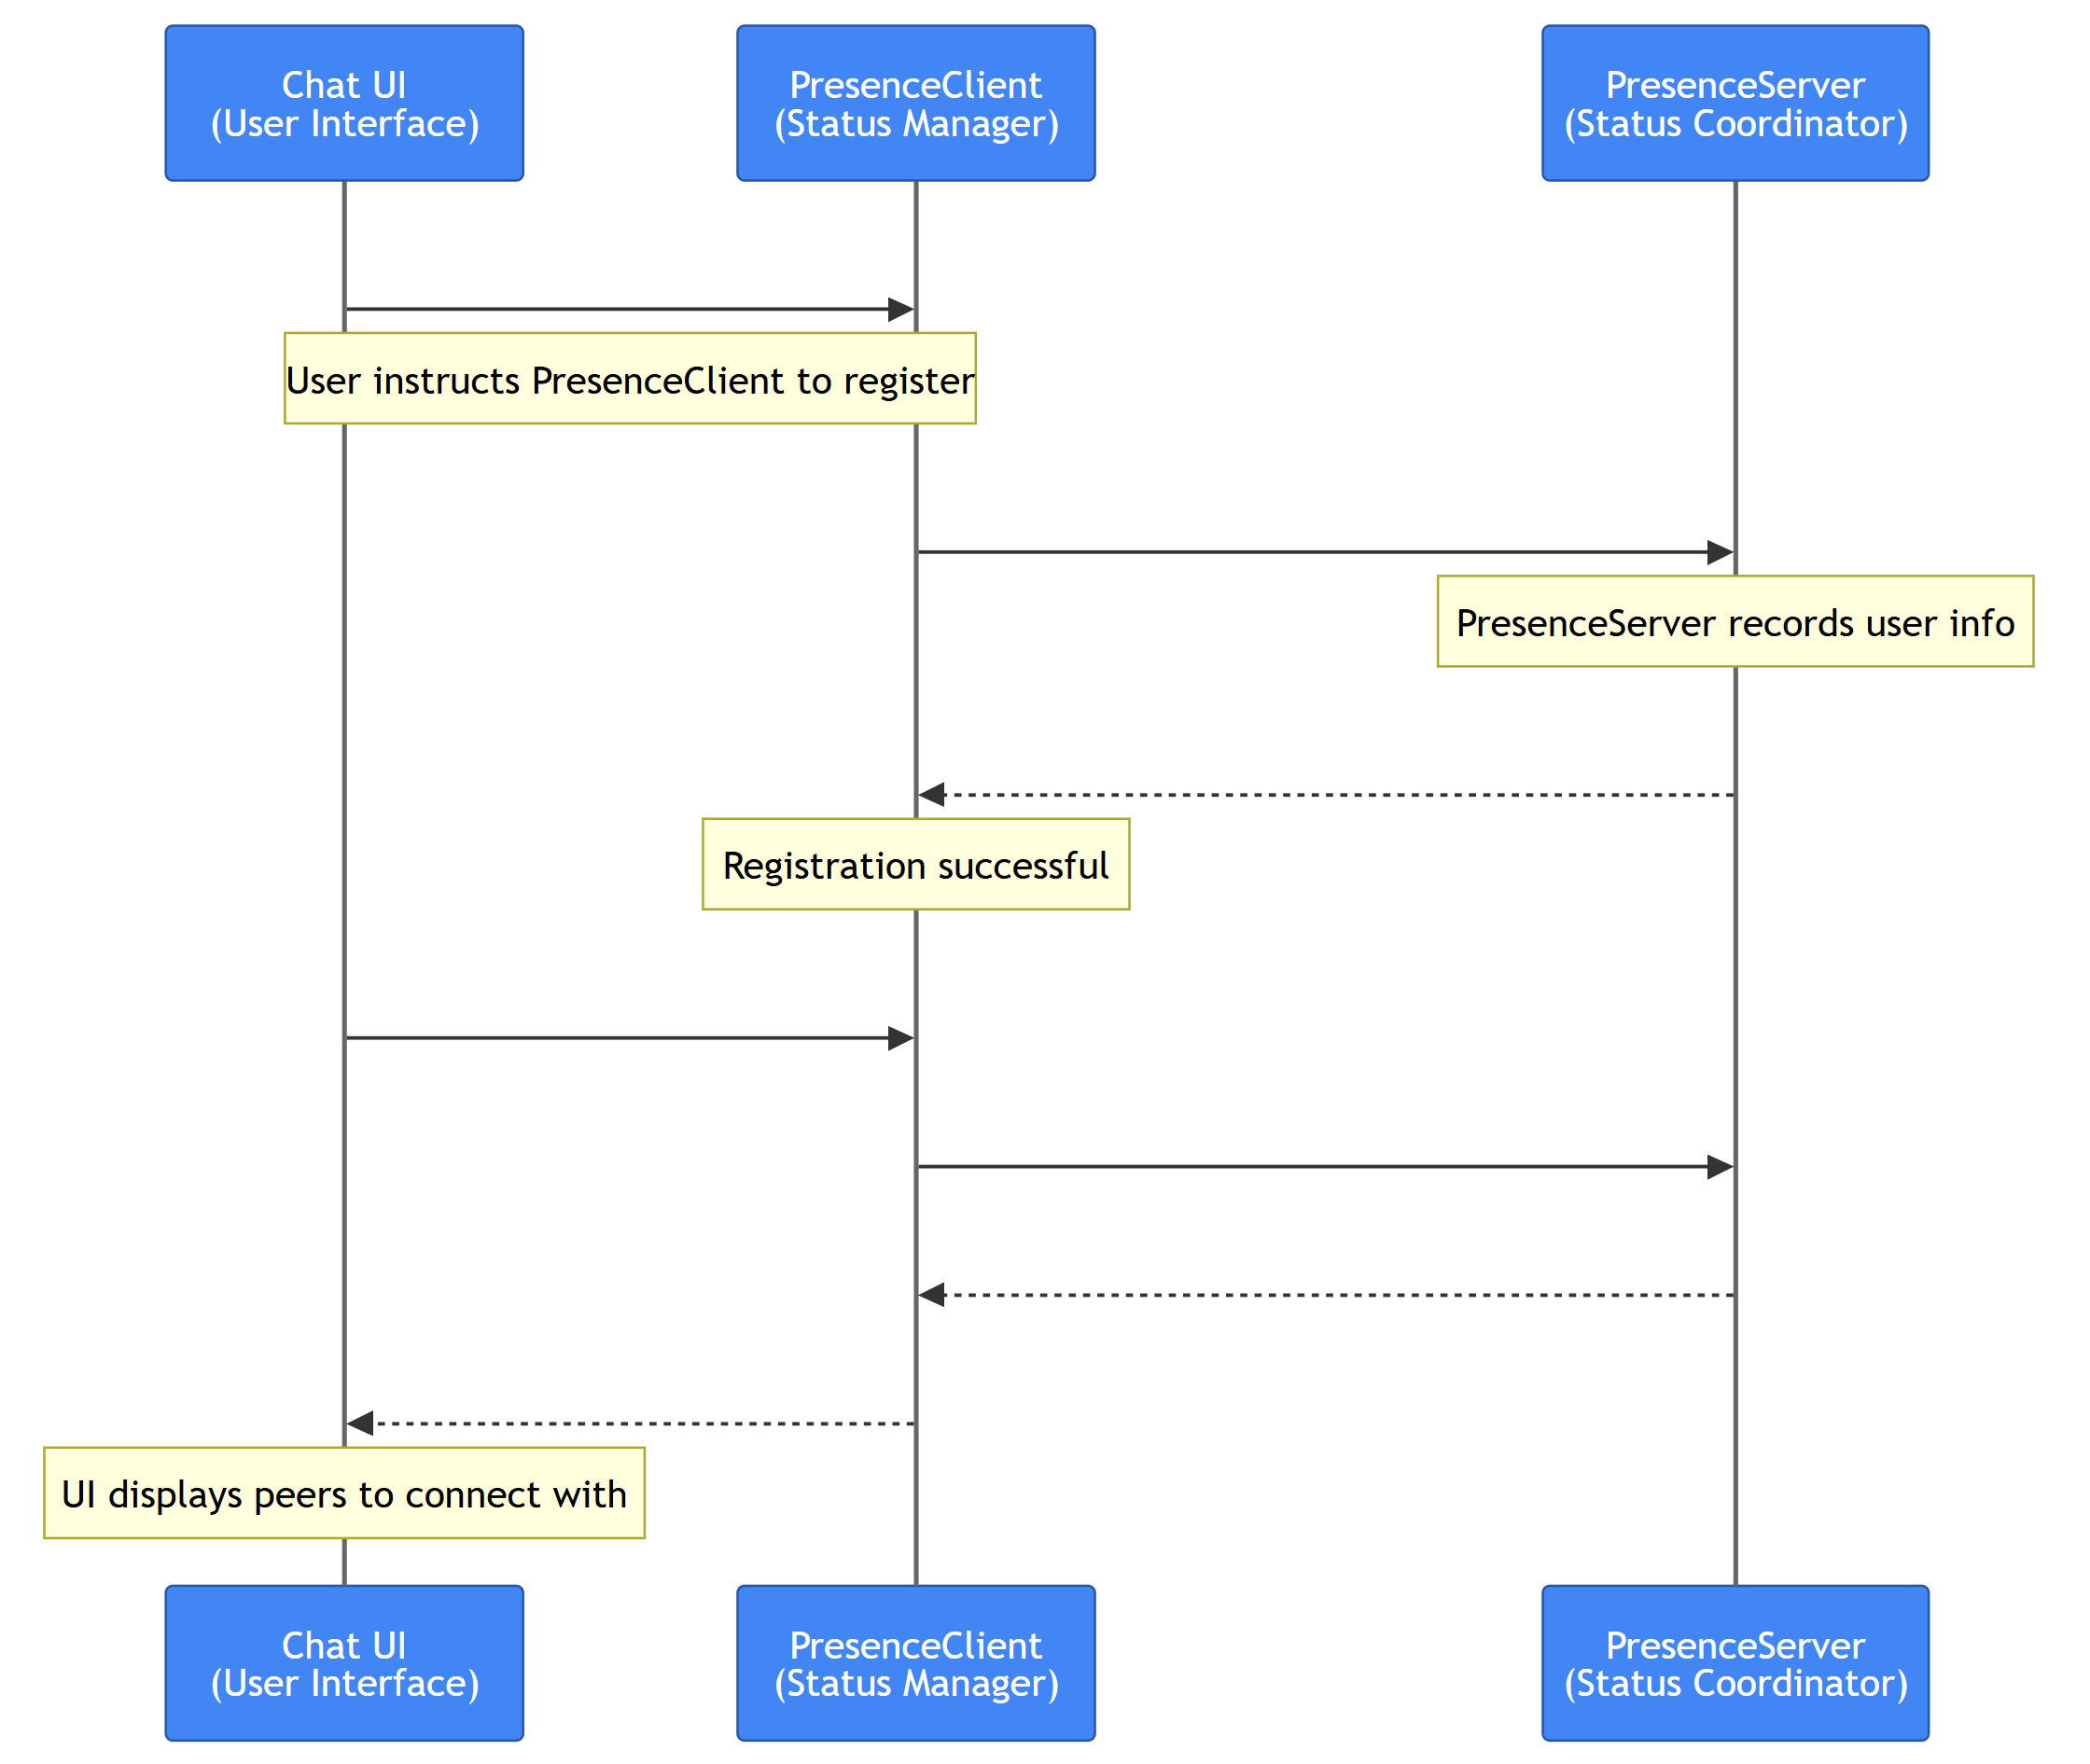 Chat UI
(User Interface)
PresenceClient
(Status Manager)
PresenceServer
(Status Coordinator)
User instructs PresenceClient to register
PresenceServer records user info
Registration successful
UI displays peers to connect with
Chat UI
(User Interface)
PresenceClient
(Status Manager)
PresenceServer
(Status Coordinator)